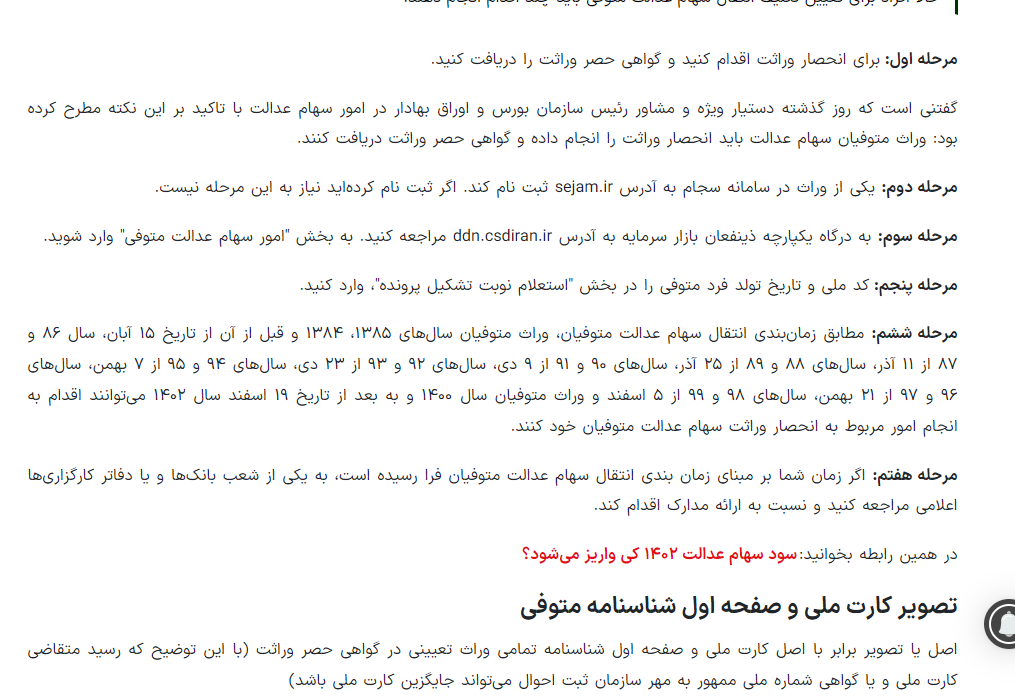 حالا افراد برای تعیین تکلیف انتقال سهام عدالت متوفی باید چند اقدام انجام دهند.
مرحله اول: برای انحصار وراثت اقدام کنید و گواهی حصر وراثت را دریافت کنید.
گفتنی است که روز گذشته دستیار ویژه و مشاور رئیس سازمان بورس و اوراق بهادار در امور سهام عدالت با تاکید بر این نکته مطرح کرده
بود: وراث متوفیان سهام عدالت باید انحصار وراثت را انجام داده و گواهی حصر وراثت دریافت کنند.
مرحله دوم: یکی از وراث در سامانه سجام به آدرس sejam.ir ثبت نام کند. اگر ثبت نام کرده‌اید نیاز به این مرحله نیست.
مرحله سوم: به درگاه یکپارچه ذینفعان بازار سرمایه به آدرس ddn.csdiran.ir مراجعه کنید. به بخش "امور سهام عدالت متوفی" وارد شوید.
مرحله پنجم: کد ملی و تاریخ تولد فرد متوفی را در بخش "استعلام نوبت تشکیل پرونده"، وارد کنید.
مرحله ششم: مطابق زمان‌بندی انتقال سهام عدالت متوفیان، وراث متوفیان سال‌های ۱۳۸۵، ۱۳۸۴ و قبل از آن از تاریخ ۱۵ آبان، سال ۸۶ و
۸۷ از ۱۱ آذر، سال‌های ۸۸ و ۸۹ از ۲۵ آذر، سال‌های ۹۰ و ۹۱ از ۹ دی، سال‌های ۹۲ و ۹۳ از ۲۳ دی، سال‌های ۹۴ و ۹۵ از ۷ بهمن، سال‌های
۹۶ و ۹۷ از ۲۱ بهمن، سال‌های ۹۸ و ۹۹ از ۵ اسفند و وراث متوفیان سال ۱۴۰۰ و به بعد از تاریخ ۱۹ اسفند سال ۱۴۰۲ می‌توانند اقدام به
انجام امور مربوط به انحصار وراثت سهام عدالت متوفیان خود کنند.
مرحله هفتم: اگر زمان شما بر مبنای زمان بندی انتقال سهام عدالت متوفیان فرا رسیده است، به یکی از شعب بانک‌ها و یا دفاتر کارگزاری‌ها
اعلامی مراجعه کنید و نسبت به ارائه مدارک اقدام کند.
در همین رابطه بخوانید: سود سهام عدالت ۱۴۰۲ کی واریز می‌شود؟
تصویر کارت ملی و صفحه اول شناسنامه متوفی
اصل یا تصویر برابر با اصل کارت ملی و صفحه اول شناسنامه تمامی وراث تعیینی در گواهی حصر وراثت (با این توضیح که رسید متقاضی
کارت ملی و یا گواهی شماره ملی ممهور به مهر سازمان ثبت احوال می‌تواند جایگزین کارت ملی باشد)